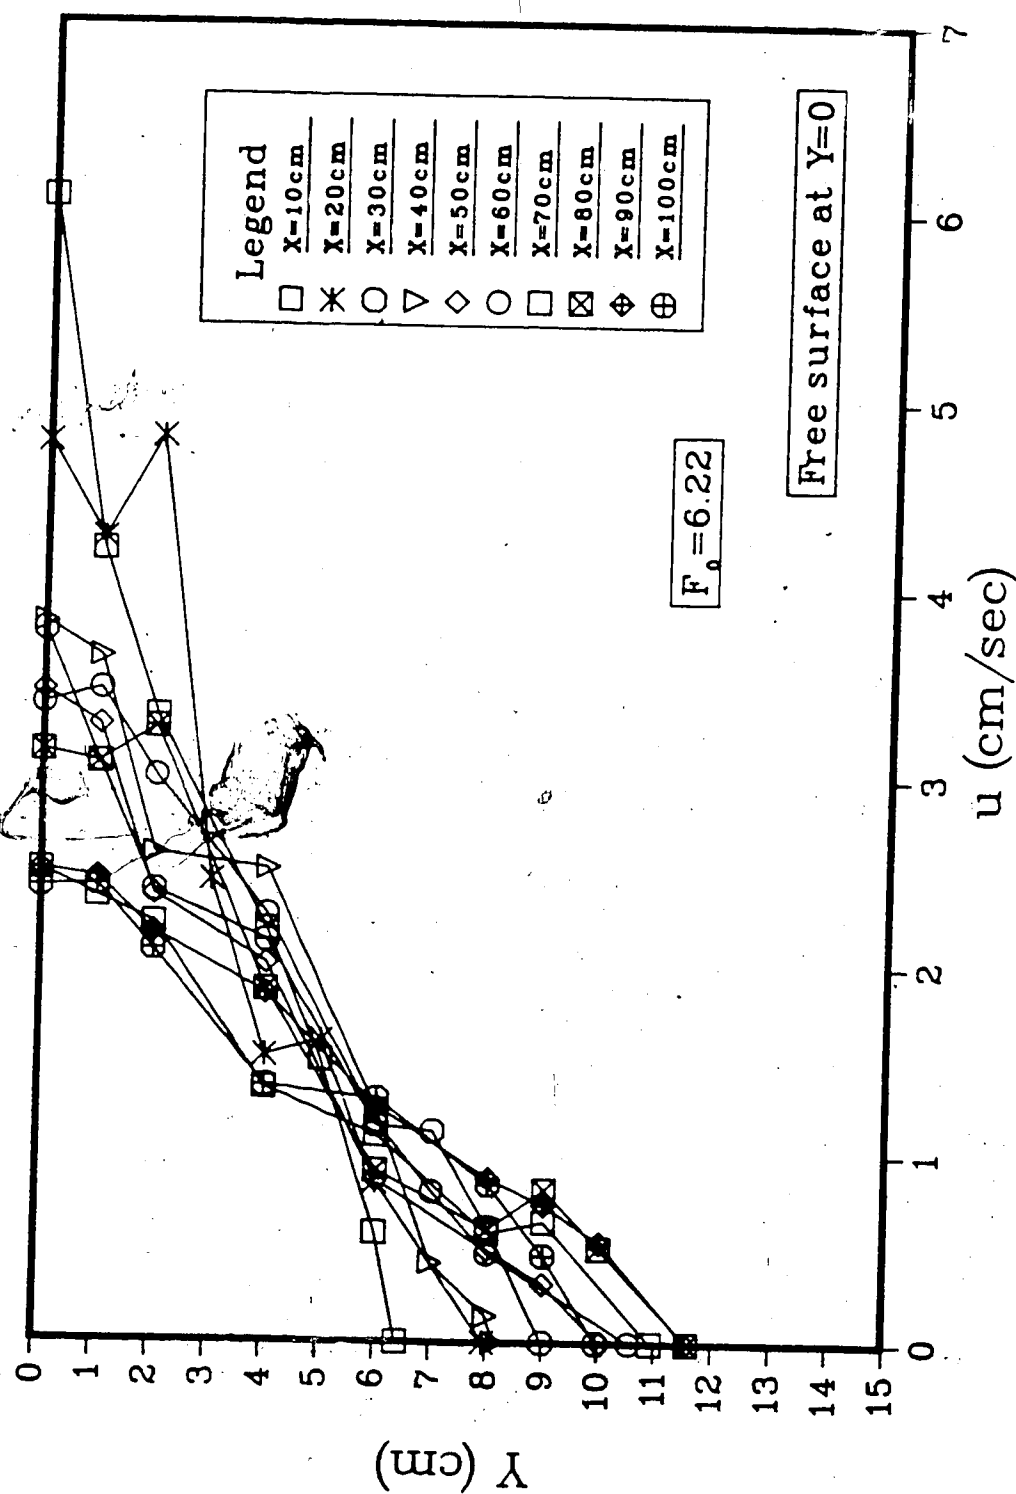 Y (cm)
0
1
2
3
4
5
6
7
8
9
10
11
12
13
14
15
0
1
2
3
4
5
6
7
u (cm/sec)
Legend
X=10cm
X=20cm
X=30cm
X=40cm
X=50cm
X=60cm
X=70cm
X=80cm
X=90cm
X=100cm
F₀=6.22
Free surface at Y=0